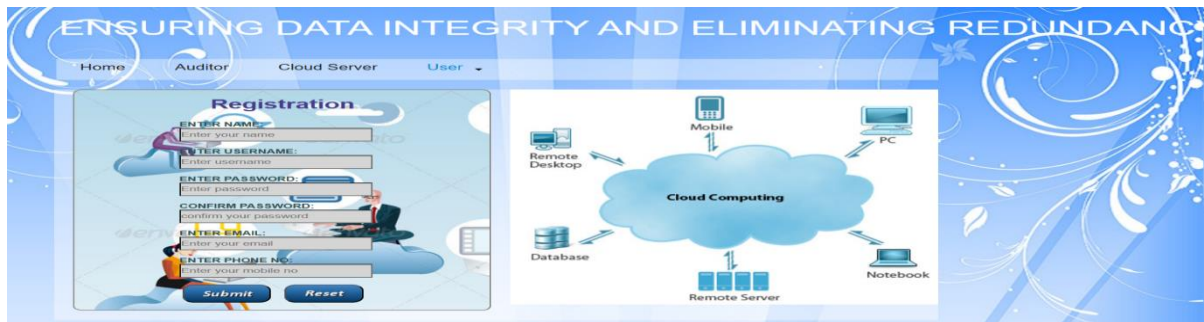 ENSURING DATA INTEGRITY AND ELIMINATING REDUNDANC
Home Auditor Cloud Server User
Registration
ENTER NAME:
Enter your name
ENTER USERNAME:
Enter username
ENTER PASSWORD:
Enter password
CONFIRM PASSWORD:
confirm your password
ENTER EMAIL:
Enter your email
ENTER PHONE NO:
Enter your mobile no
Submit Reset
Mobile
PC
Remote
Desktop
Cloud Computing
Database
Notebook
Remote Server